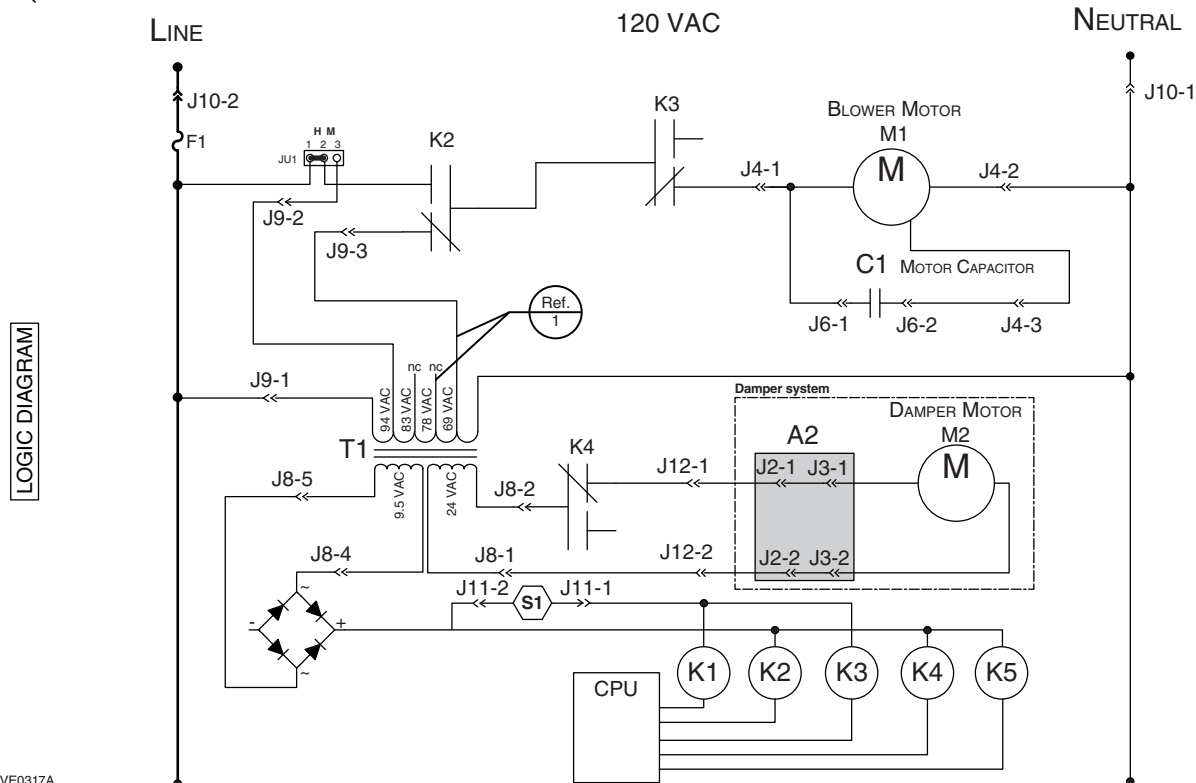 LINE
120 VAC
NEUTRAL
J10-2
J10-1
F1
H M
1 2 3
JU1
K2
K3
BLOWER MOTOR
M1
M
J4-1
J4-2
J9-2
J9-3
C1 MOTOR CAPACITOR
J6-1
J6-2
J4-3
Ref.
1
LOGIC DIAGRAM
nc nc
J9-1
94 VAC
83 VAC
78 VAC
69 VAC
Damper system
DAMPER MOTOR
M2
M
A2
T1
K4
J12-1
J2-1 J3-1
J8-5
9.5 VAC
24 VAC
J8-2
J8-4
J8-1
J12-2
J2-2 J3-2
J11-2
S1
J11-1
~
-
+
~
K1
K2
K3
K4
K5
CPU
VE0317A